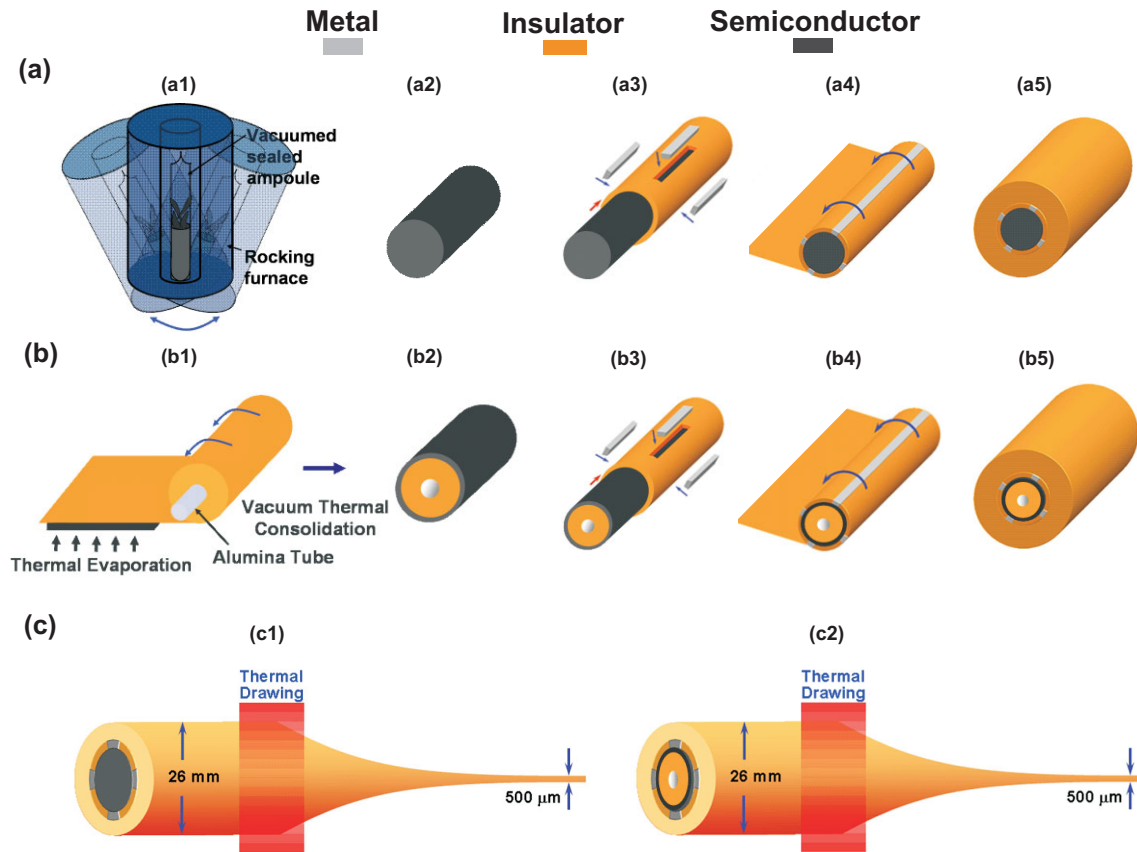 Metal Insulator Semiconductor
(a)
(a1) (a2) (a3) (a4) (a5)
Vacuumed
sealed
ampoule
Rocking
furnace
(b)
(b1) (b2) (b3) (b4) (b5)
Vacuum Thermal
Consolidation
Alumina Tube
Thermal Evaporation
(c)
(c1) (c2)
Thermal
Drawing
26 mm
500 μm
Thermal
Drawing
26 mm
500 μm